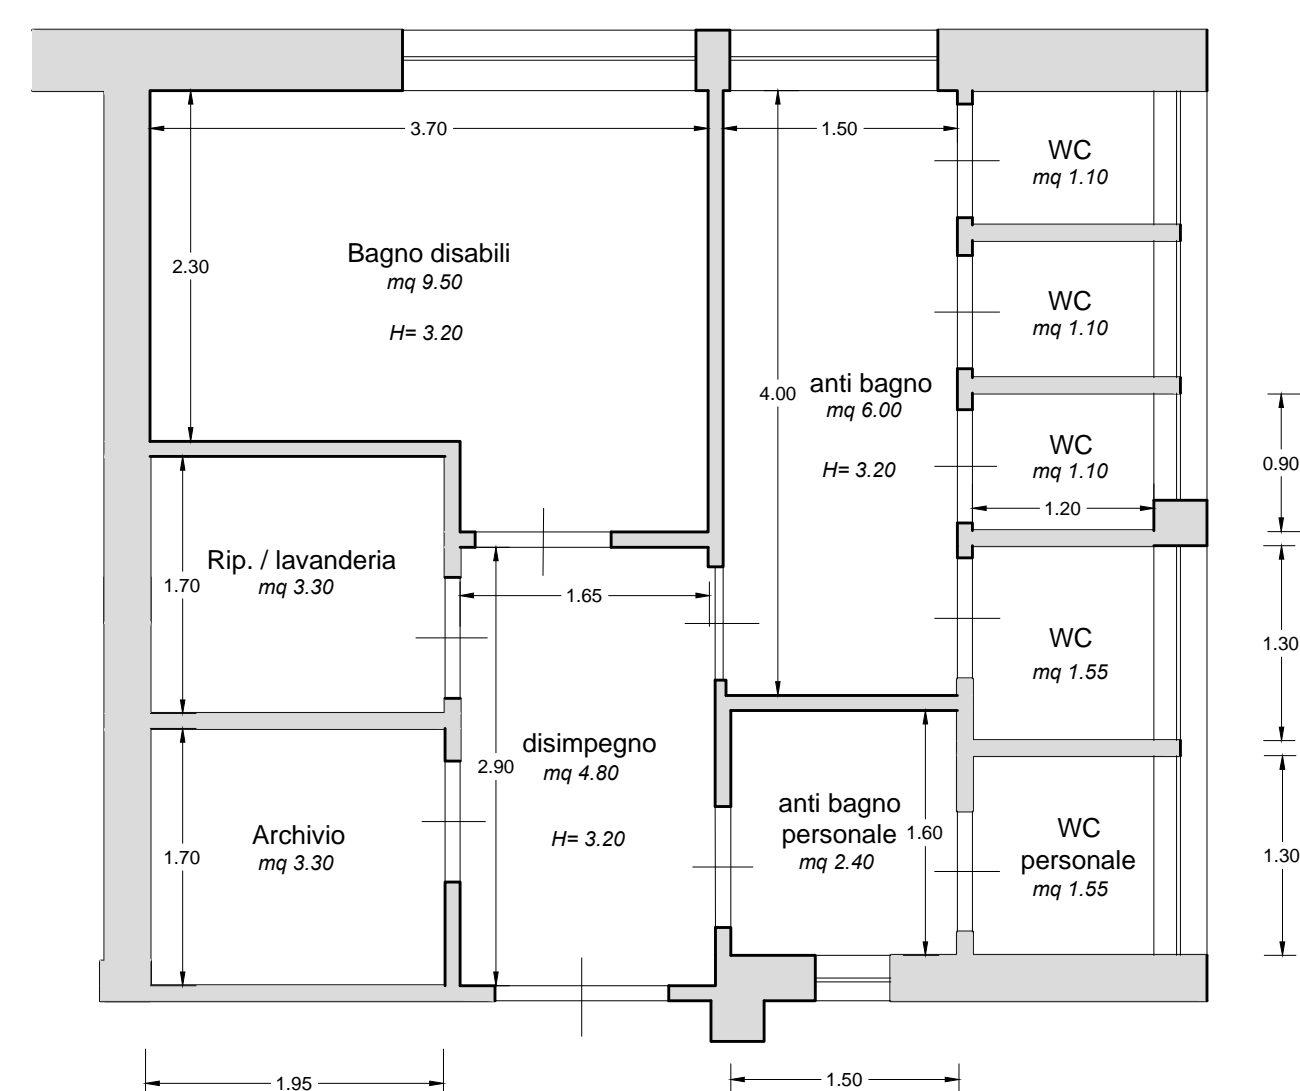 3.70
1.50
WC
mq 1.10
Bagno disabili
mq 9.50
H= 3.20
2.30
WC
mq 1.10
4.00
anti bagno
mq 6.00
H= 3.20
WC
mq 1.10
1.20
0.90
Rip. / lavanderia
mq 3.30
1.70
1.65
WC
mq 1.55
1.30
disimpegno
mq 4.80
2.90
H= 3.20
Archivio
mq 3.30
1.70
anti bagno
personale
mq 2.40
1.60
WC
personale
mq 1.55
1.30
1.95
1.50